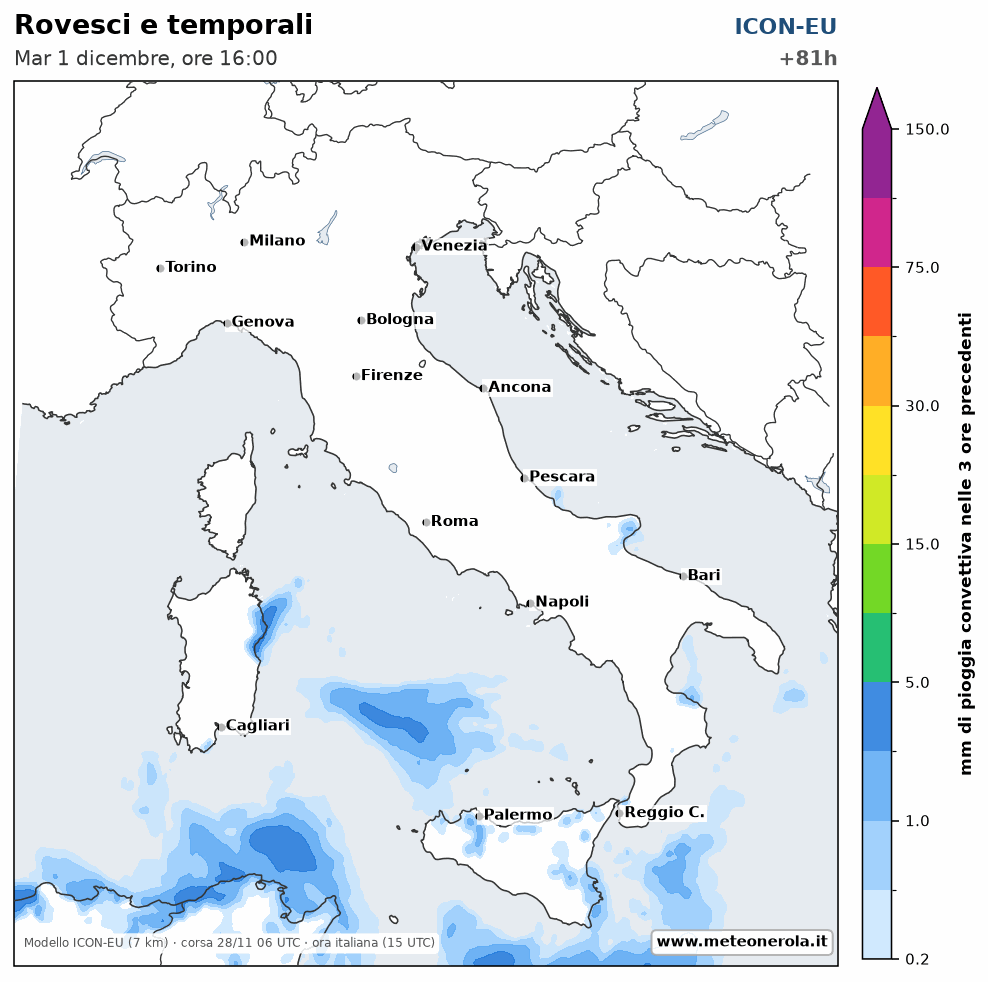 Rovesci e temporali
ICON-EU
Mar 1 dicembre, ore 16:00
+81h
150.0
75.0
30.0
15.0
5.0
1.0
0.2
mm di pioggia convettiva nelle 3 ore precedenti
Milano
Venezia
Torino
Genova
Bologna
Firenze
Ancona
Pescara
Roma
Bari
Napoli
Cagliari
Palermo
Reggio C.
Modello ICON-EU (7 km) · corsa 28/11 06 UTC · ora italiana (15 UTC)
www.meteonerola.it